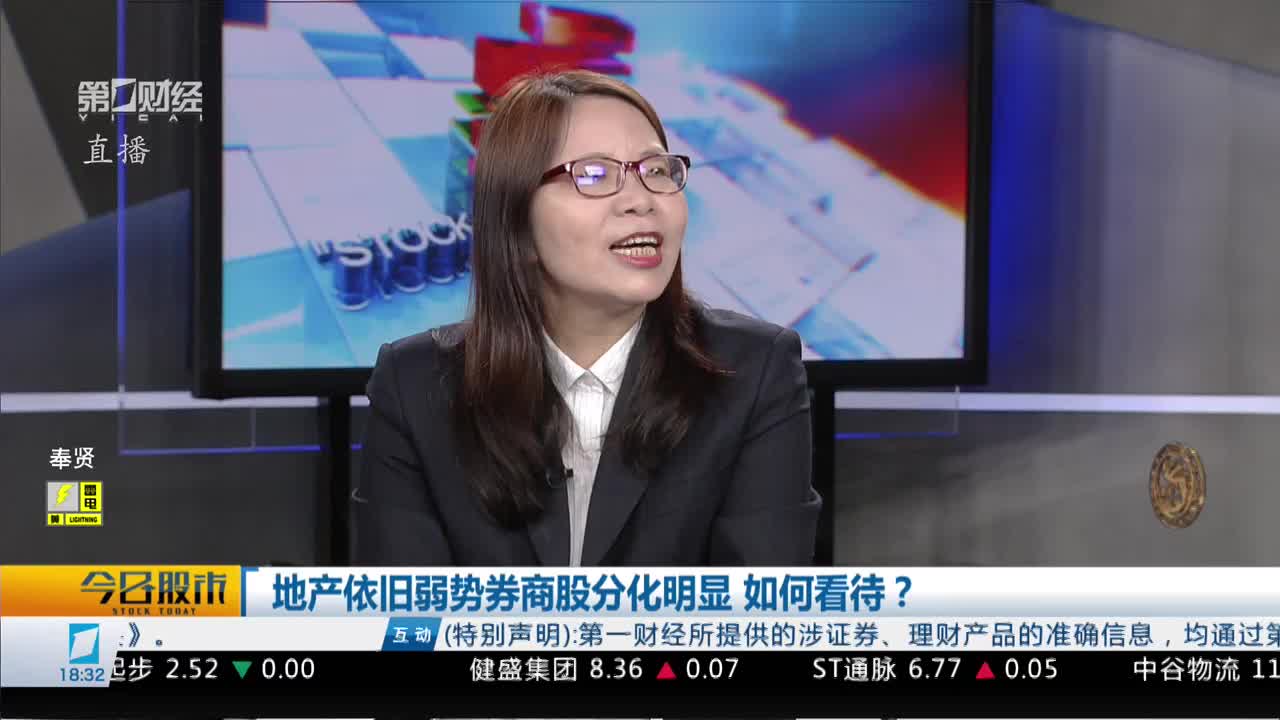 第一财经
YICAI
直播
"STOCK
奉贤
电
黄 LIGHTNING
今日股市
STOCK TODAY
地产依旧弱势券商股分化明显 如何看待？
》。
互动 (特别声明):第一财经所提供的涉证券、理财产品的准确信息，均通过第
18:32
起步 2.52 ▼ 0.00 健盛集团 8.36 ▲ 0.07 ST通脉 6.77 ▲ 0.05 中谷物流 11